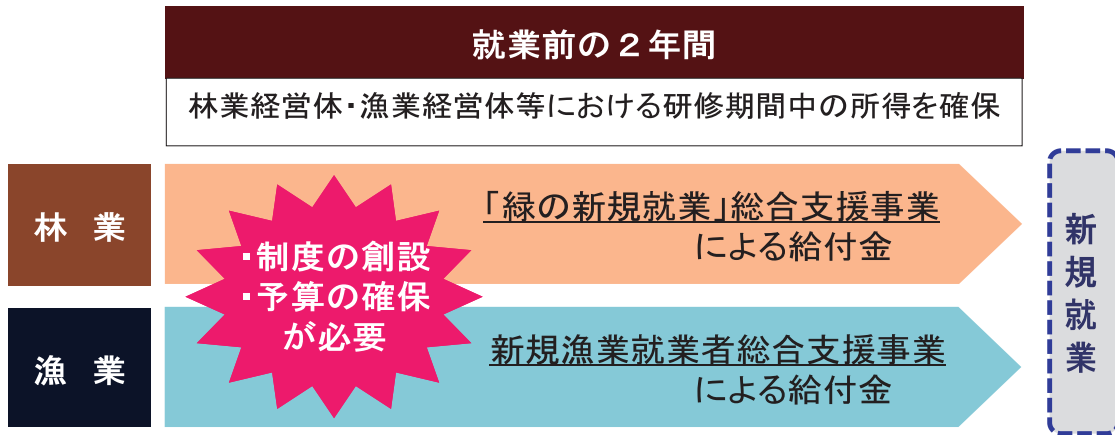 就業前の２年間
林業経営体・漁業経営体等における研修期間中の所得を確保
林　業
・制度の創設
・予算の確保
が必要
「緑の新規就業」総合支援事業
による給付金
漁　業
新規漁業就業者総合支援事業
による給付金
新規就業